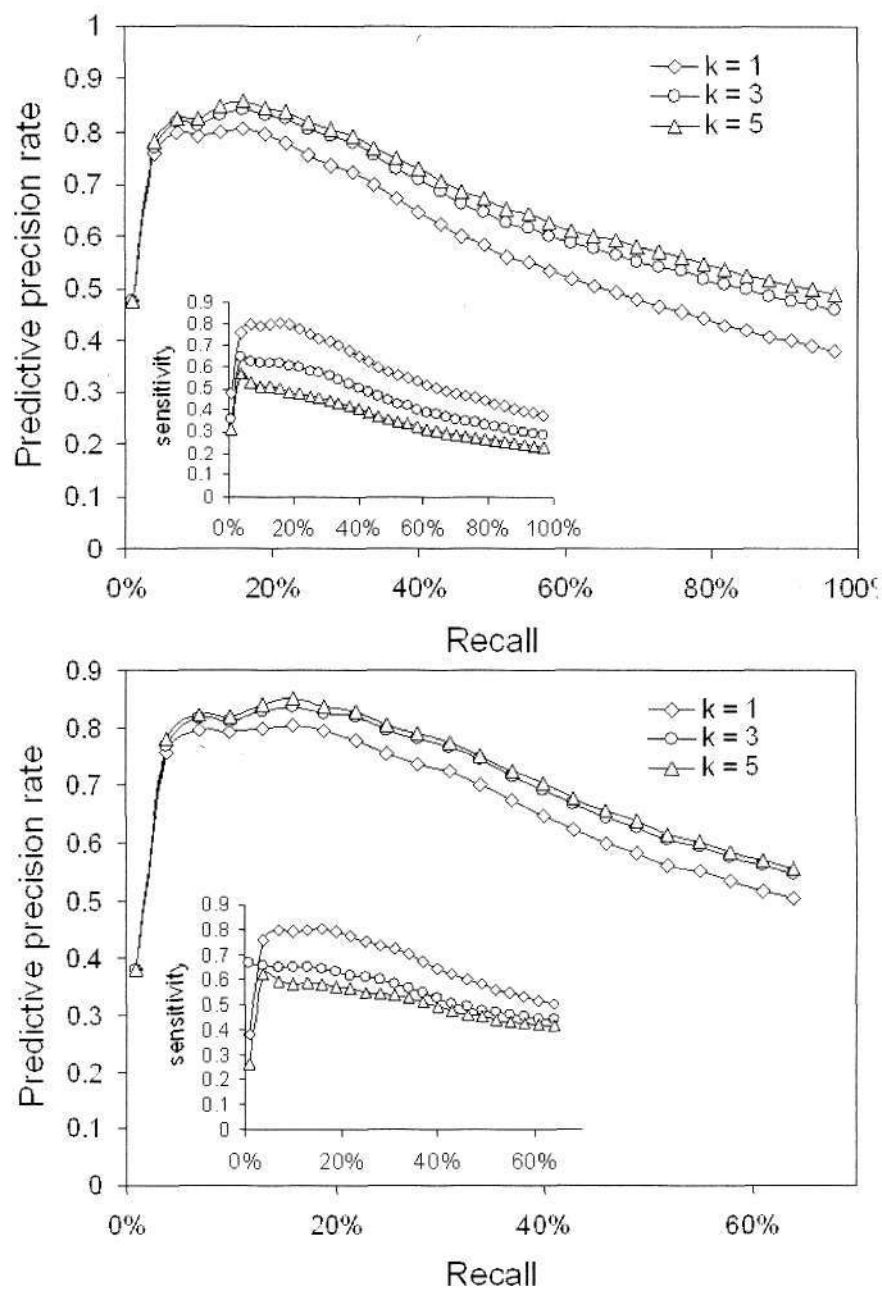 1
0.9
0.8
0.7
0.6
0.5
0.4
0.3
0.2
0.1
0
Predictive precision rate
k = 1
k = 3
k = 5
0.9
0.8
0.7
0.6
0.5
0.4
0.3
0.2
0.1
0
sensitivity
0% 20% 40% 60% 80% 100%
0% 20% 40% 60% 80% 100%
Recall
0.9
0.8
0.7
0.6
0.5
0.4
0.3
0.2
0.1
0
Predictive precision rate
k = 1
k = 3
k = 5
0.9
0.8
0.7
0.6
0.5
0.4
0.3
0.2
0.1
0
sensitivity
0% 20% 40% 60%
0% 20% 40% 60%
Recall